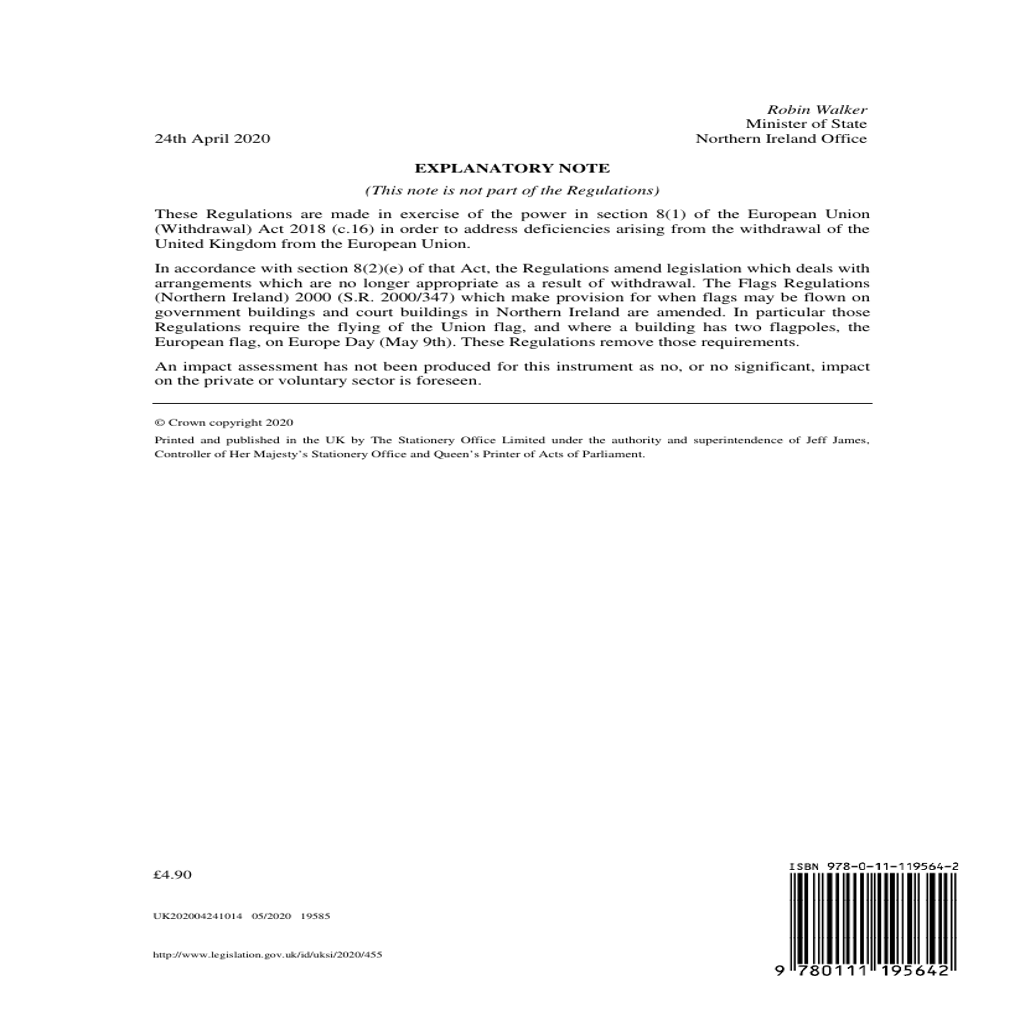 Robin Walker
Minister of State
24th April 2020 Northern Ireland Office
EXPLANATORY NOTE
(This note is not part of the Regulations)
These Regulations are made in exercise of the power in section 8(1) of the European Union
(Withdrawal) Act 2018 (c.16) in order to address deficiencies arising from the withdrawal of the
United Kingdom from the European Union.
In accordance with section 8(2)(e) of that Act, the Regulations amend legislation which deals with
arrangements which are no longer appropriate as a result of withdrawal. The Flags Regulations
(Northern Ireland) 2000 (S.R. 2000/347) which make provision for when flags may be flown on
government buildings and court buildings in Northern Ireland are amended. In particular those
Regulations require the flying of the Union flag, and where a building has two flagpoles, the
European flag, on Europe Day (May 9th). These Regulations remove those requirements.
An impact assessment has not been produced for this instrument as no, or no significant, impact
on the private or voluntary sector is foreseen.
© Crown copyright 2020
Printed and published in the UK by The Stationery Office Limited under the authority and superintendence of Jeff James,
Controller of Her Majesty's Stationery Office and Queen's Printer of Acts of Parliament.
£4.90
ISBN 978-0-11-119564-2
UK202004241014 05/2020 19585
http://www.legislation.gov.uk/id/uksi/2020/455
9 780111 195642